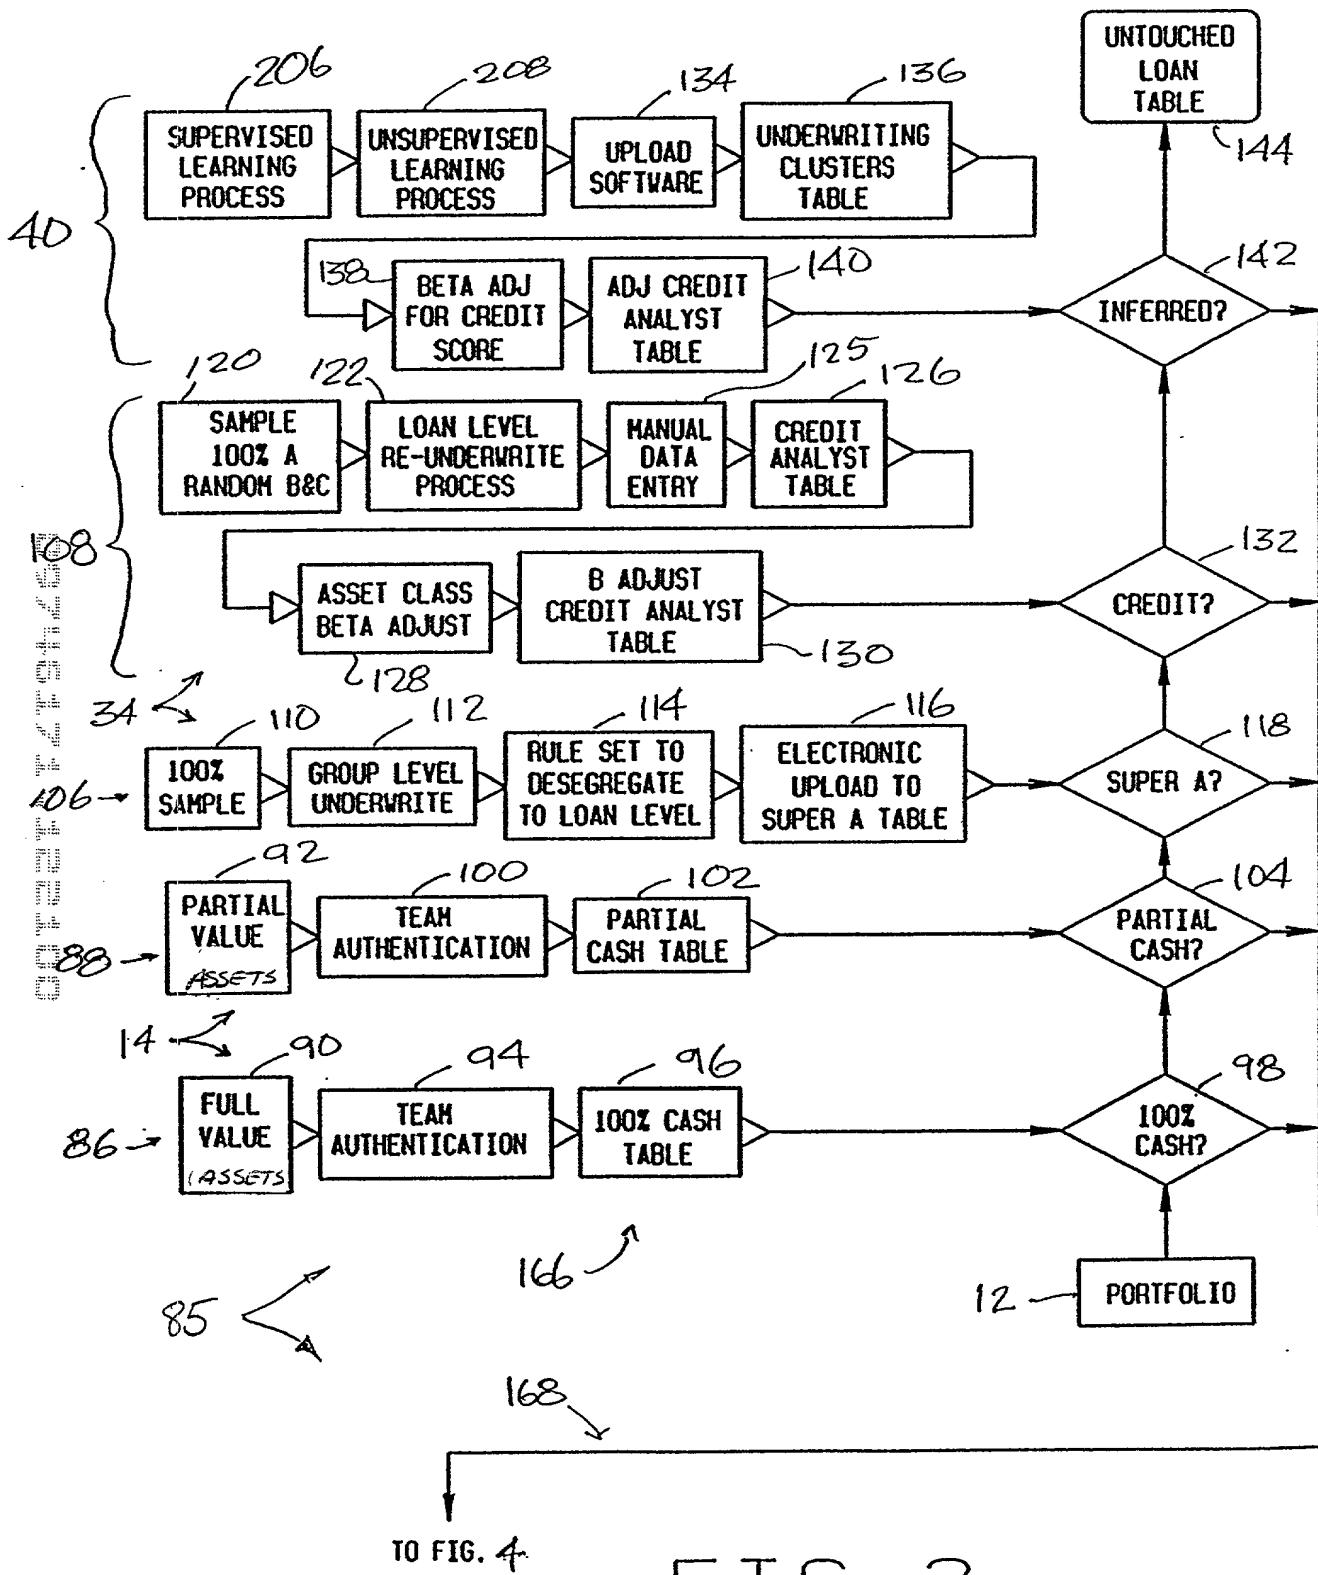 UNTOUCHED
LOAN
TABLE
144
206
208
134
136
SUPERVISED
LEARNING
PROCESS
UNSUPERVISED
LEARNING
PROCESS
UPLOAD
SOFTWARE
UNDERWRITING
CLUSTERS
TABLE
40
138
BETA ADJ
FOR CREDIT
SCORE
140
ADJ CREDIT
ANALYST
TABLE
142
INFERRED?
120
122
125
126
SAMPLE
100% A
RANDOM B&C
LOAN LEVEL
RE-UNDERWRITE
PROCESS
MANUAL
DATA
ENTRY
CREDIT
ANALYST
TABLE
108
ASSET CLASS
BETA ADJUST
128
B ADJUST
CREDIT ANALYST
TABLE
130
132
CREDIT?
34
110
112
114
116
118
106
100%
SAMPLE
GROUP LEVEL
UNDERWRITE
RULE SET TO
DESEGREGATE
TO LOAN LEVEL
ELECTRONIC
UPLOAD TO
SUPER A TABLE
SUPER A?
92
100
102
104
88
PARTIAL
VALUE
ASSETS
TEAM
AUTHENTICATION
PARTIAL
CASH TABLE
PARTIAL
CASH?
14
90
94
96
98
86
FULL
VALUE
ASSETS
TEAM
AUTHENTICATION
100% CASH
TABLE
100%
CASH?
166
85
12
PORTFOLIO
168
TO FIG. 4